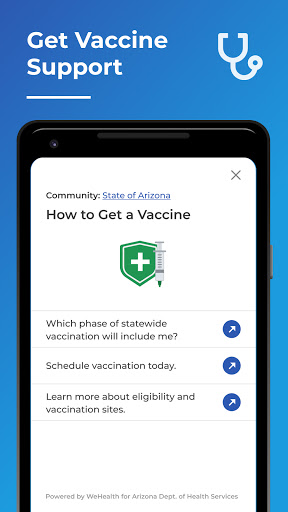 Get Vaccine
Support
Community: State of Arizona
How to Get a Vaccine
Which phase of statewide
vaccination will include me?
Schedule vaccination today.
Learn more about eligibility and
vaccination sites.
Powered by WeHealth for Arizona Dept. of Health Services